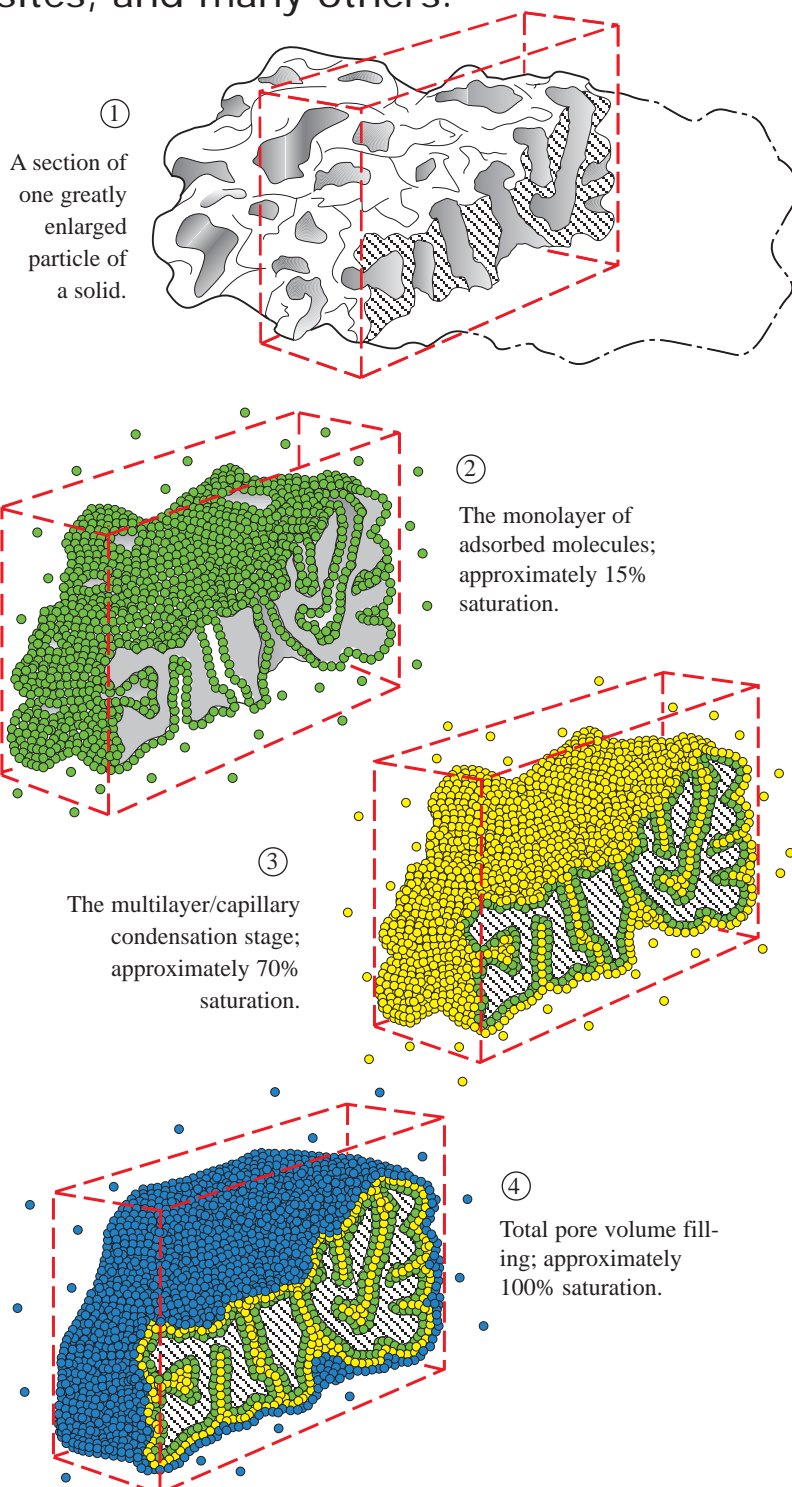 sites, and many others.
①
A section of
one greatly
enlarged
particle of
a solid.
②
The monolayer of
adsorbed molecules;
approximately 15%
saturation.
③
The multilayer/capillary
condensation stage;
approximately 70%
saturation.
④
Total pore volume fill-
ing; approximately
100% saturation.